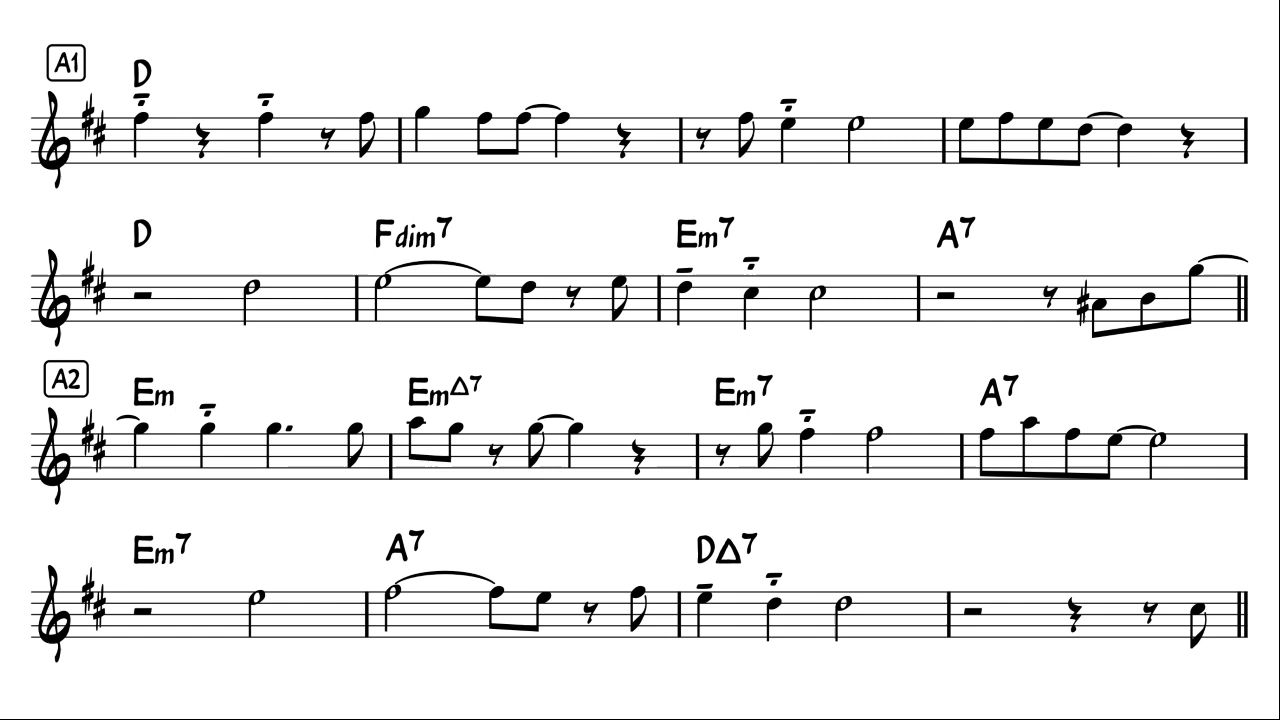 A1
D
D Fdim7 Em7 A7
A2
Em EmΔ7 Em7 A7
Em7 A7 DΔ7